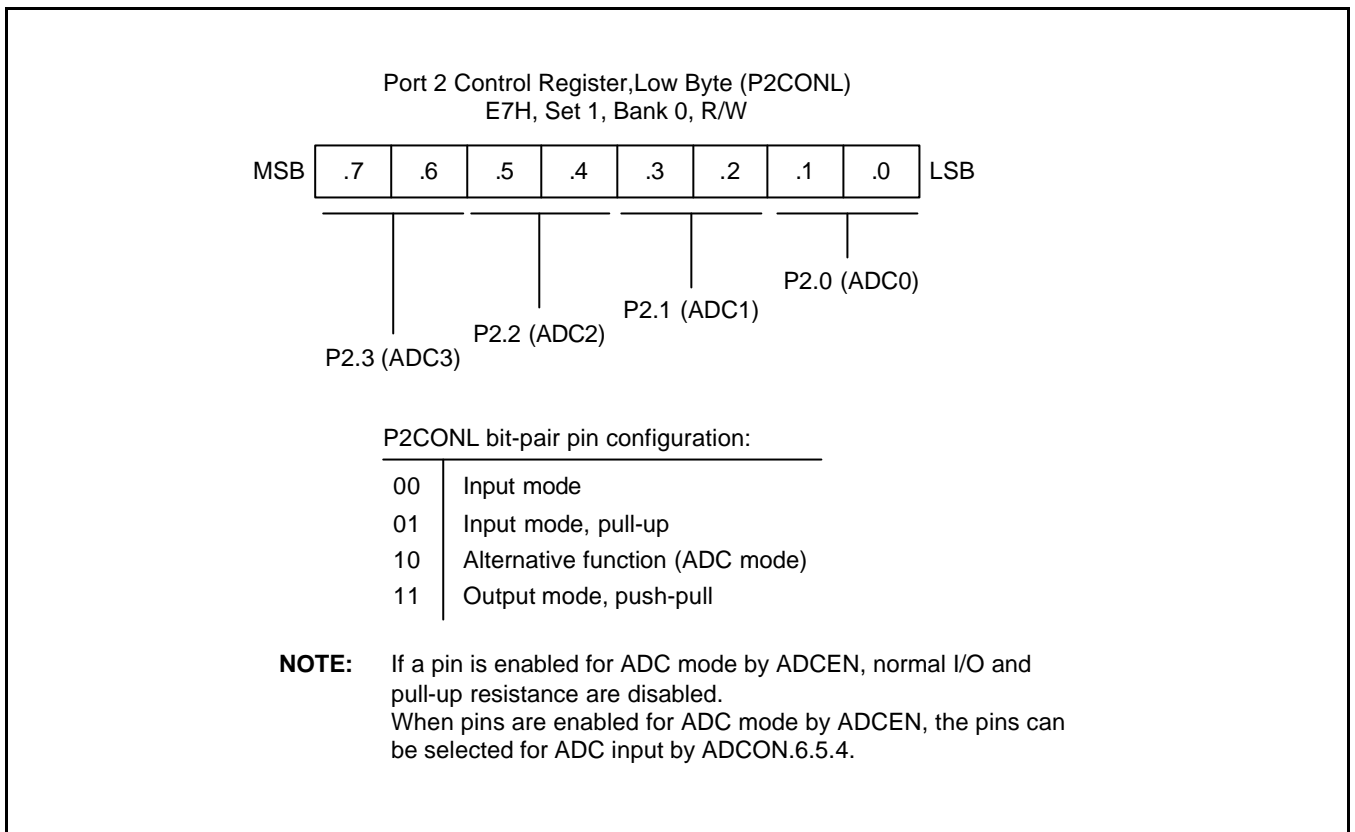 Port 2 Control Register,Low Byte (P2CONL)
E7H, Set 1, Bank 0, R/W
MSB .7 .6 .5 .4 .3 .2 .1 .0 LSB
P2.0 (ADC0)
P2.1 (ADC1)
P2.2 (ADC2)
P2.3 (ADC3)
P2CONL bit-pair pin configuration:
00 Input mode
01 Input mode, pull-up
10 Alternative function (ADC mode)
11 Output mode, push-pull
NOTE: If a pin is enabled for ADC mode by ADCEN, normal I/O and
pull-up resistance are disabled.
When pins are enabled for ADC mode by ADCEN, the pins can
be selected for ADC input by ADCON.6.5.4.